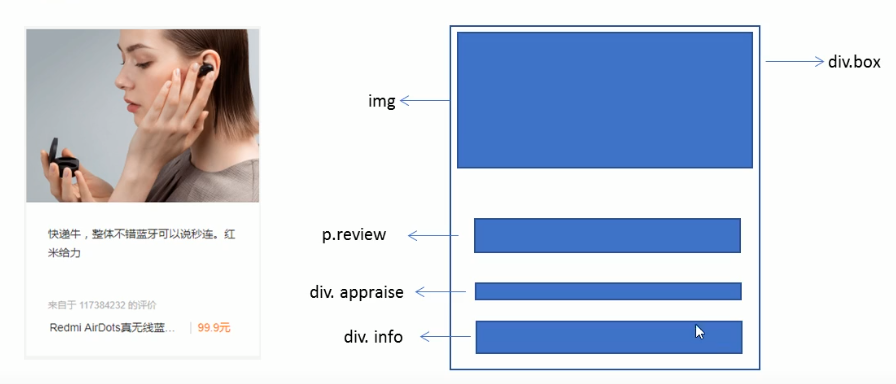 快递牛，整体不错蓝牙可以说秒连。红
米给力
来自于 117384232 的评价
Redmi AirDots真无线蓝... 99.9元
img
p.review
div. appraise
div. info
div.box